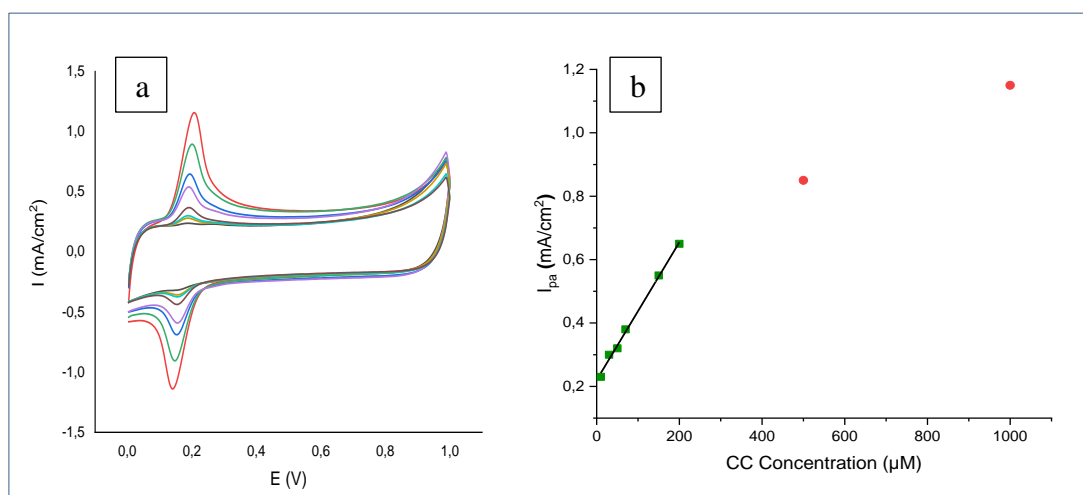 a
1,5
1,0
0,5
0,0
-0,5
-1,0
-1,5
I (mA/cm²)
0,0 0,2 0,4 0,6 0,8 1,0
E (V)
b
1,2
1,0
0,8
0,6
0,4
0,2
I_pa (mA/cm²)
0 200 400 600 800 1000
CC Concentration (µM)